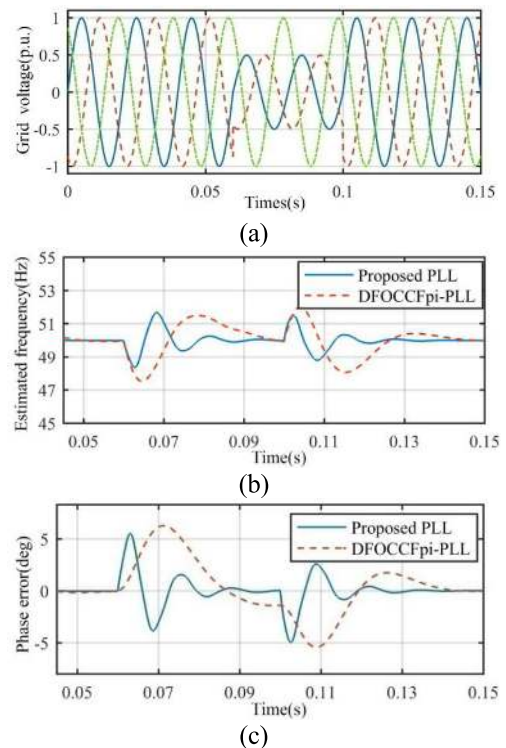 Grid voltage(p.u.)
1
0.5
0
-0.5
-1
0
0.05
0.1
0.15
Times(s)
(a)
Estimated frequency(Hz)
55
53
51
49
47
45
Proposed PLL
DFOCCFpi-PLL
0.05
0.07
0.09
0.11
0.13
0.15
Time(s)
(b)
Phase error(deg)
5
0
-5
Proposed PLL
DFOCCFpi-PLL
0.05
0.07
0.09
0.11
0.13
0.15
Time(s)
(c)